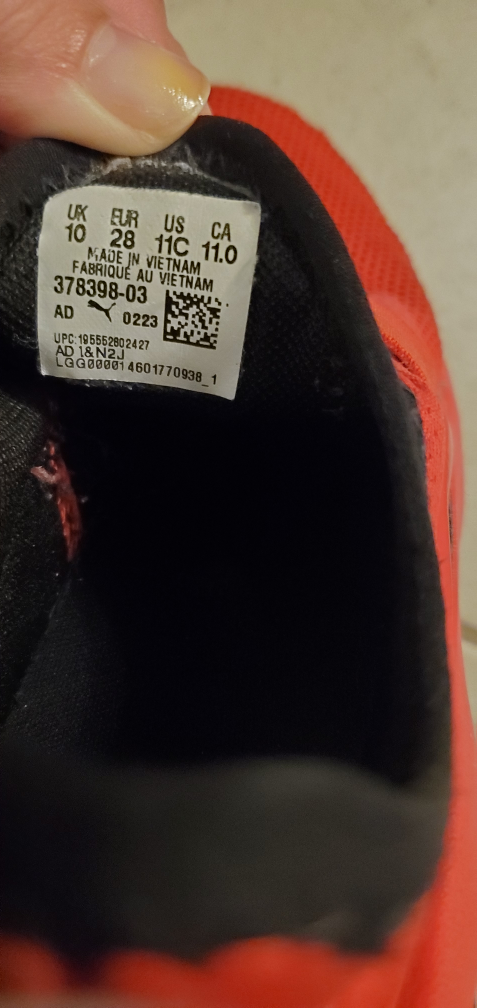 UK EUR US CA
10 28 11C 11.0
MADE IN VIETNAM
FABRIQUE AU VIETNAM
378398-03
AD 0223
UPC:195552802427
AD 1&N2J
LGG000014601770938_1